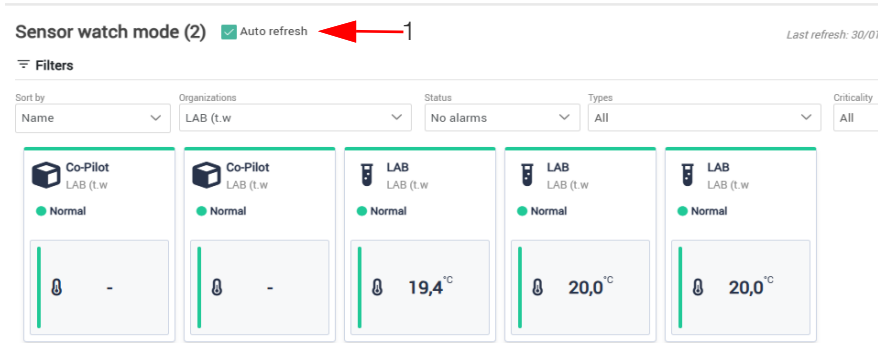 Sensor watch mode (2) Auto refresh 1 Last refresh: 30/01
Filters
Sort by Organizations Status Types Criticality
Name LAB (t.w No alarms All All
Co-Pilot Co-Pilot LAB LAB LAB
LAB (t.w LAB (t.w LAB (t.w LAB (t.w LAB (t.w
Normal Normal Normal Normal Normal
- - 19,4°C 20,0°C 20,0°C